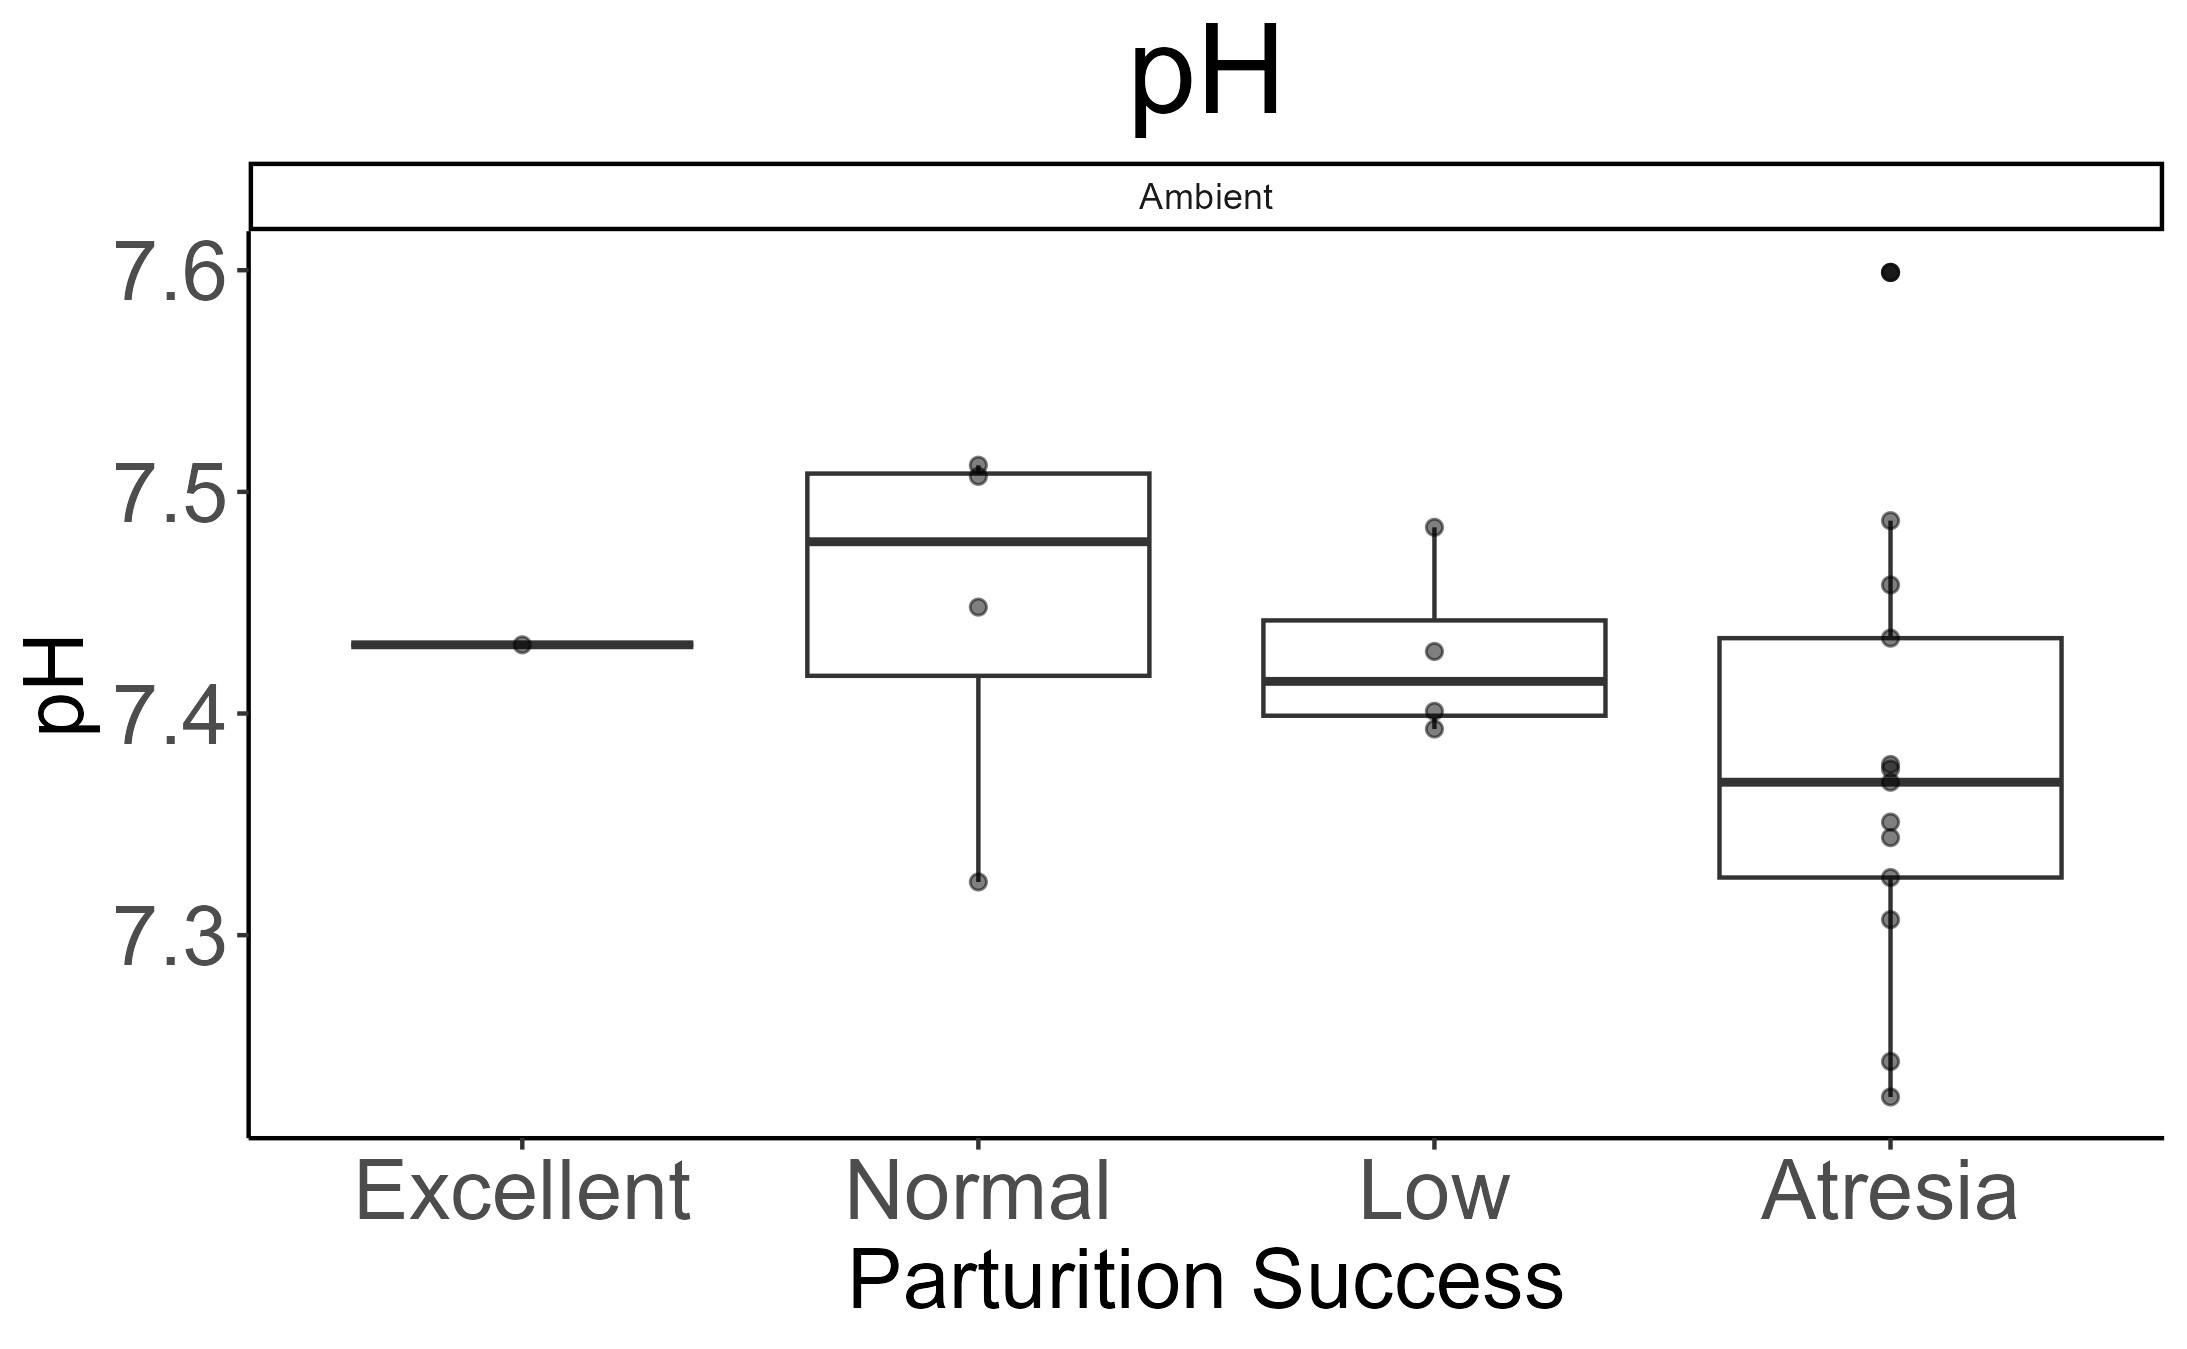 pH
Ambient
7.6
7.5
7.4
7.3
pH
Excellent Normal Low Atresia
Parturition Success